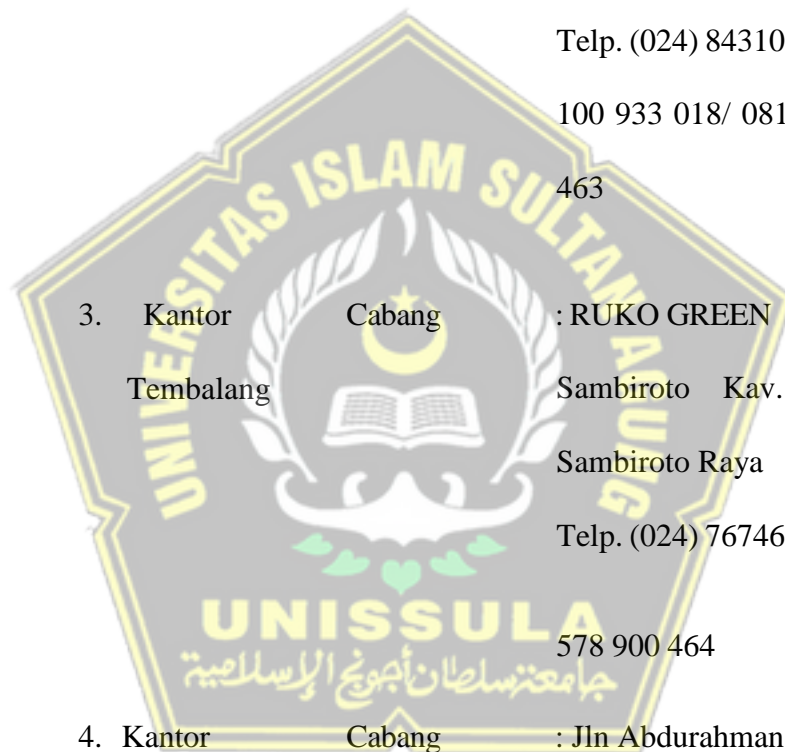 Telp. (024) 84310
100 933 018/ 081
463
UNIVERSITAS ISLAM SULTAN AGUNG
3. Kantor Cabang : RUKO GREEN
Tembalang Sambiroto Kav.
Sambiroto Raya
Telp. (024) 76746
UNISSULA
578 900 464
جامعة سلطان أجونج الإسلامية
4. Kantor Cabang : Jln Abdurahman